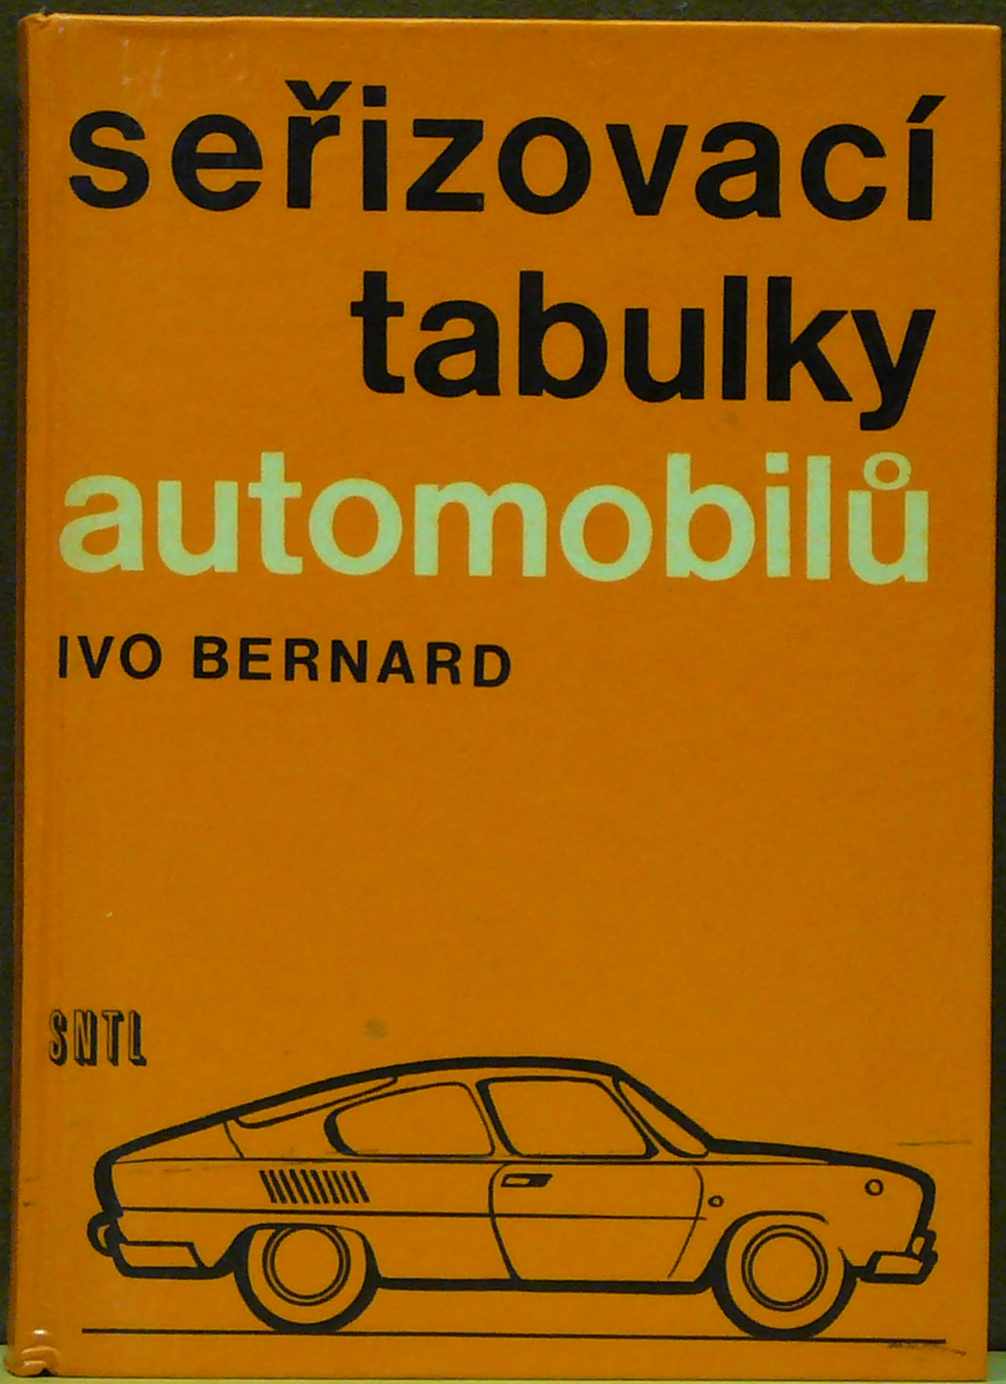 seřizovací
tabulky
automobilů
IVO BERNARD
SNTL